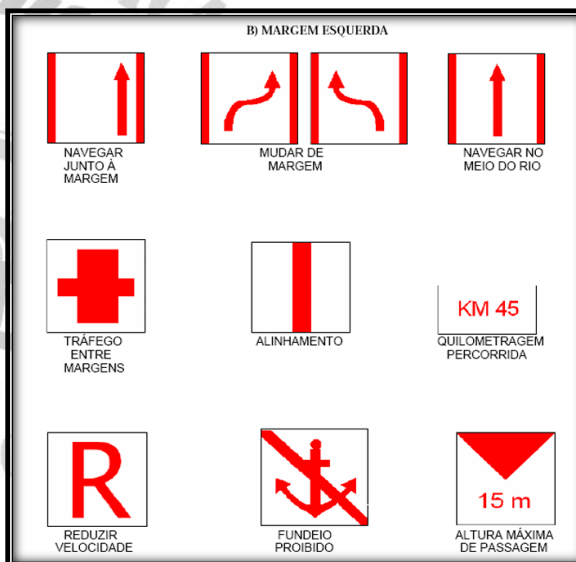 B) MARGEM ESQUERDA
NAVEGAR
JUNTO À
MARGEM
MUDAR DE
MARGEM
NAVEGAR NO
MEIO DO RIO
TRÁFEGO
ENTRE
MARGENS
ALINHAMENTO
KM 45
QUILOMETRAGEM
PERCORRIDA
R
REDUZIR
VELOCIDADE
FUNDEIO
PROIBIDO
15 m
ALTURA MÁXIMA
DE PASSAGEM